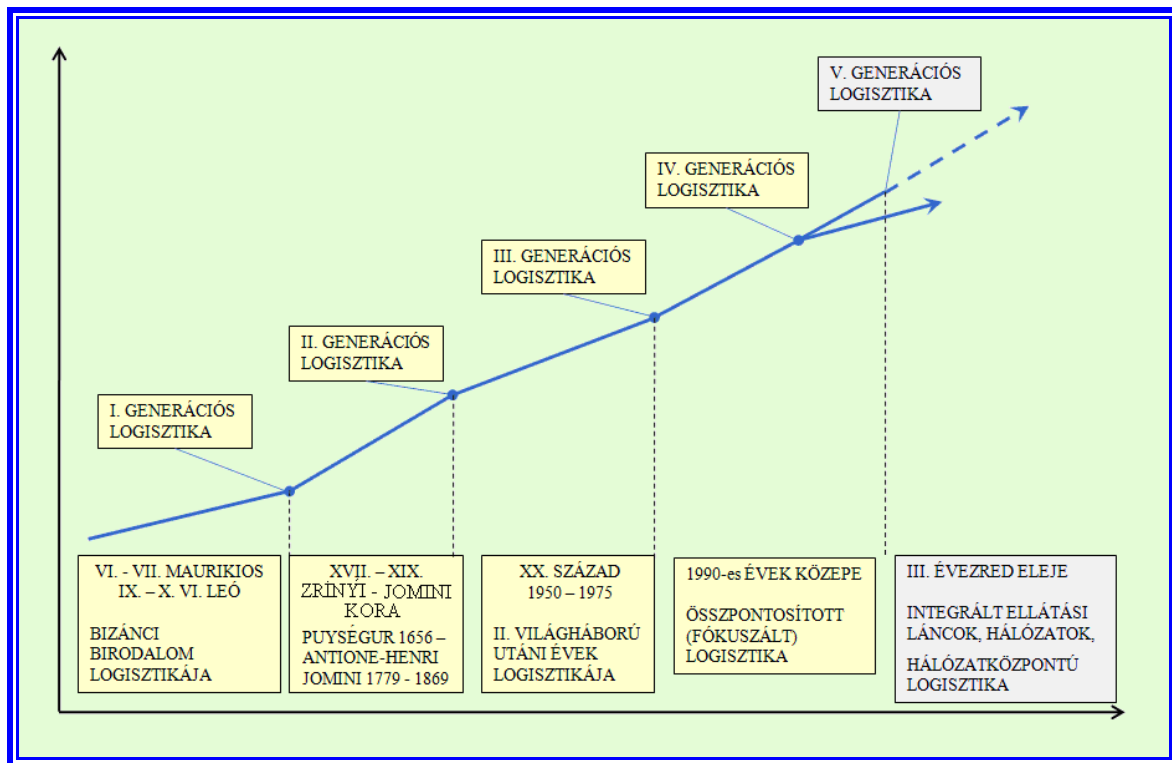 V. GENERÁCIÓS
LOGISZTIKA
IV. GENERÁCIÓS
LOGISZTIKA
III. GENERÁCIÓS
LOGISZTIKA
II. GENERÁCIÓS
LOGISZTIKA
I. GENERÁCIÓS
LOGISZTIKA
VI. - VII. MAURIKIOS
IX. – X. VI. LEÓ
BIZÁNCI
BIRODALOM
LOGISZTIKÁJA
XVII. – XIX.
ZRÍNYI - JOMINI
KORA
PUYSÉGUR 1656 –
ANTIONE-HENRI
JOMINI 1779 - 1869
XX. SZÁZAD
1950 – 1975
II. VILÁGHÁBORÚ
UTÁNI ÉVEK
LOGISZTIKÁJA
1990-es ÉVEK KÖZEPE
ÖSSZPONTOSÍTOTT
(FÓKUSZÁLT)
LOGISZTIKA
III. ÉVEZRED ELEJE
INTEGRÁLT ELLÁTÁSI
LÁNCOK, HÁLÓZATOK,
HÁLÓZATKÖZPONTÚ
LOGISZTIKA